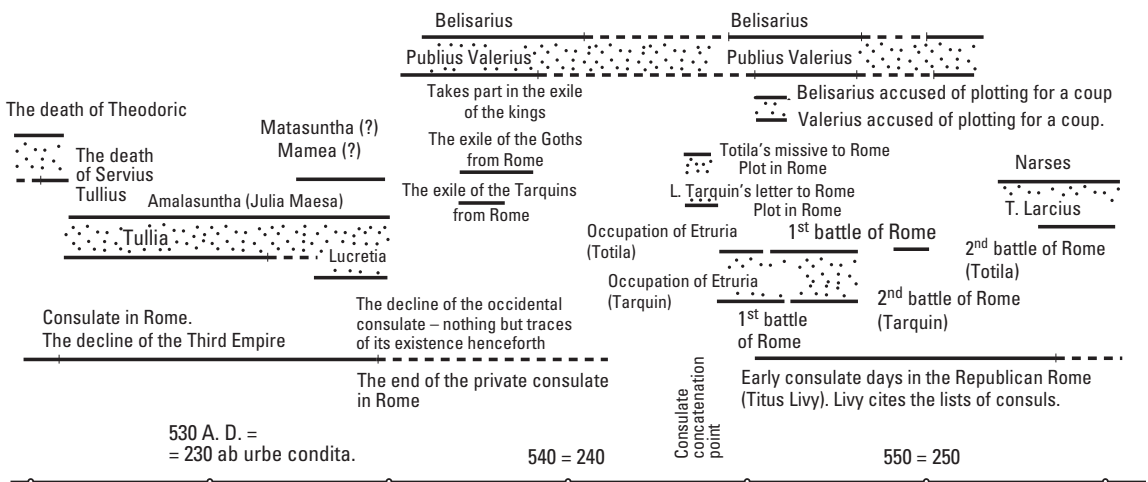 Belisarius
Belisarius
Publius Valerius
Publius Valerius
Takes part in the exile
of the kings
Belisarius accused of plotting for a coup
Valerius accused of plotting for a coup.
The death of Theodoric
The death
of Servius
Tullius
Matasuntha (?)
Mamea (?)
The exile of the Goths
from Rome
The exile of the Tarquins
from Rome
Totila's missive to Rome
Plot in Rome
L. Tarquin's letter to Rome
Plot in Rome
Narses
T. Larcius
Amalasuntha (Julia Maesa)
Tullia
Lucretia
Occupation of Etruria
(Totila)
1st battle of Rome
2nd battle of Rome
(Totila)
Occupation of Etruria
(Tarquin)
1st battle
of Rome
2nd battle of Rome
(Tarquin)
Consulate in Rome.
The decline of the Third Empire
The decline of the occidental
consulate – nothing but traces
of its existence henceforth
The end of the private consulate
in Rome
Consulate
concatenation
point
Early consulate days in the Republican Rome
(Titus Livy). Livy cites the lists of consuls.
530 A. D. =
= 230 ab urbe condita.
540 = 240
550 = 250